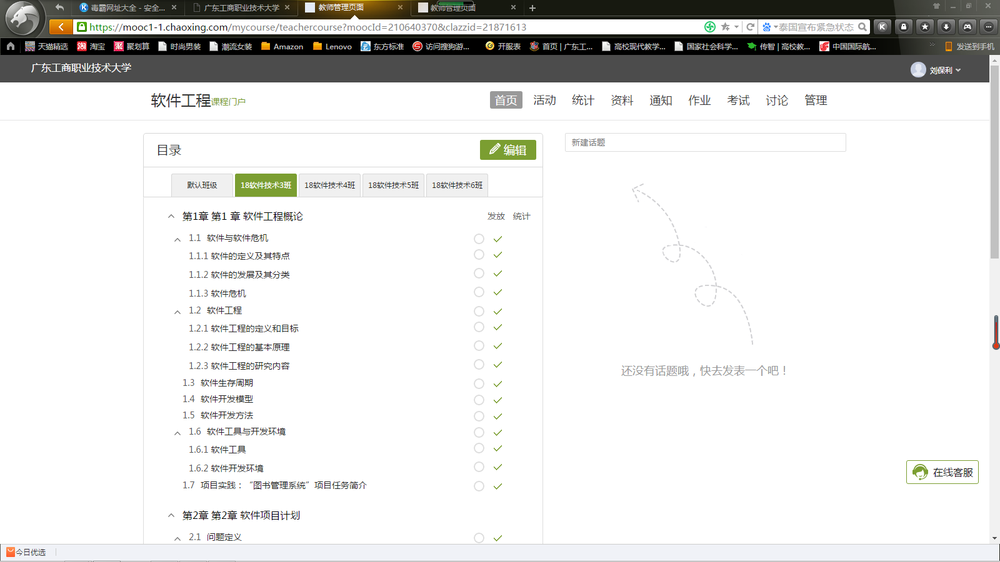 毒霸网址大全 - 安全...
广东工商职业技术大学
教师管理页面
教师管理页面
https://mooc1-1.chaoxing.com/mycourse/teachercourse?moocId=210640370&clazzid=21871613
泰国宣布紧急状态
天猫精选 淘宝 聚划算 时尚男装 潮流女装 Amazon Lenovo 东方标准 访问搜狗游... 开服表 首页 | 广东工... 高校现代教学... 国家社会科学... 传智 | 高校教... 中国国际航... 发送到手机
广东工商职业技术大学
刘保利
软件工程课程门户
首页 活动 统计 资料 通知 作业 考试 讨论 管理
目录
编辑
新建话题
默认班级 18软件技术3班 18软件技术4班 18软件技术5班 18软件技术6班
第1章 第1 章 软件工程概论
发放 统计
1.1 软件与软件危机
1.1.1 软件的定义及其特点
1.1.2 软件的发展及其分类
1.1.3 软件危机
1.2 软件工程
1.2.1 软件工程的定义和目标
1.2.2 软件工程的基本原理
1.2.3 软件工程的研究内容
1.3 软件生存周期
1.4 软件开发模型
1.5 软件开发方法
1.6 软件工具与开发环境
1.6.1 软件工具
1.6.2 软件开发环境
1.7 项目实践：“图书管理系统”项目任务简介
第2章 第2章 软件项目计划
2.1 问题定义
还没有话题哦，快去发表一个吧！
在线客服
今日优选